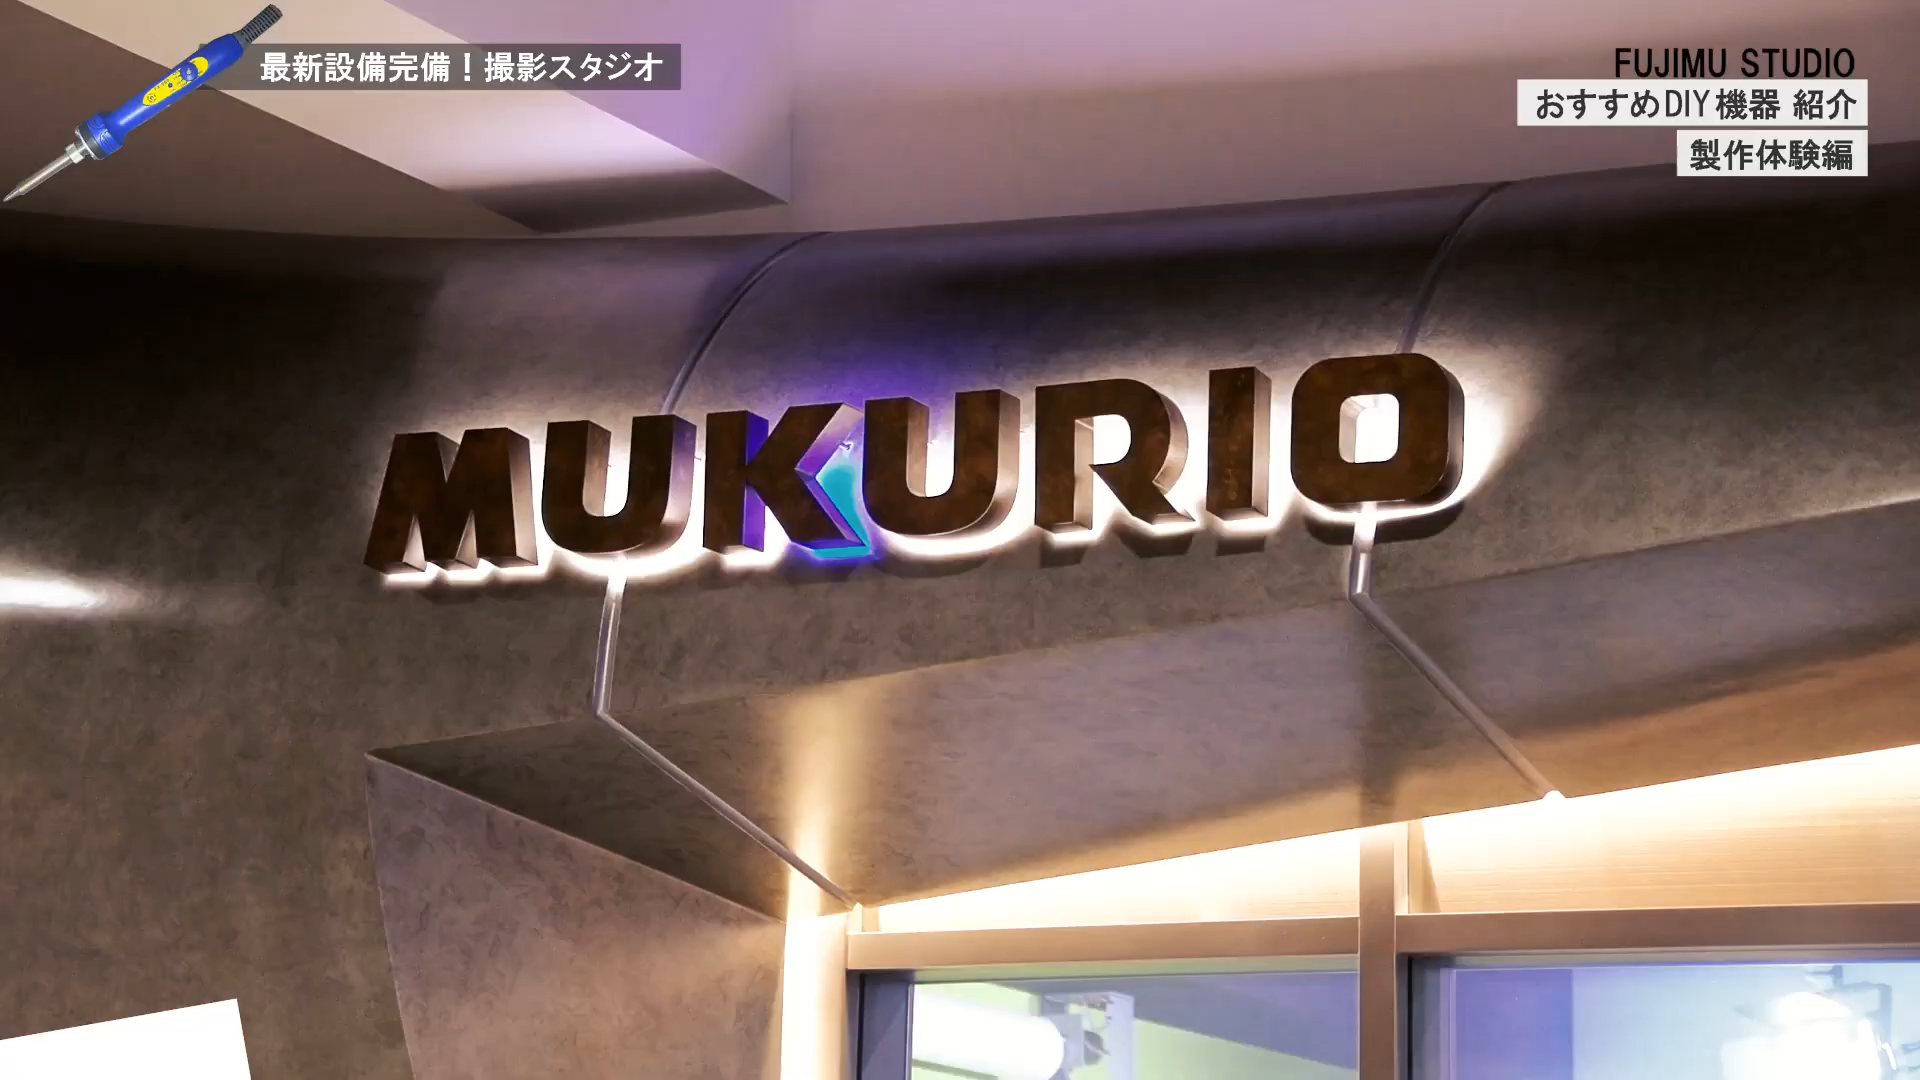 最新設備完備！撮影スタジオ
FUJIMU STUDIO
おすすめDIY機器 紹介
製作体験編
MUKURIO